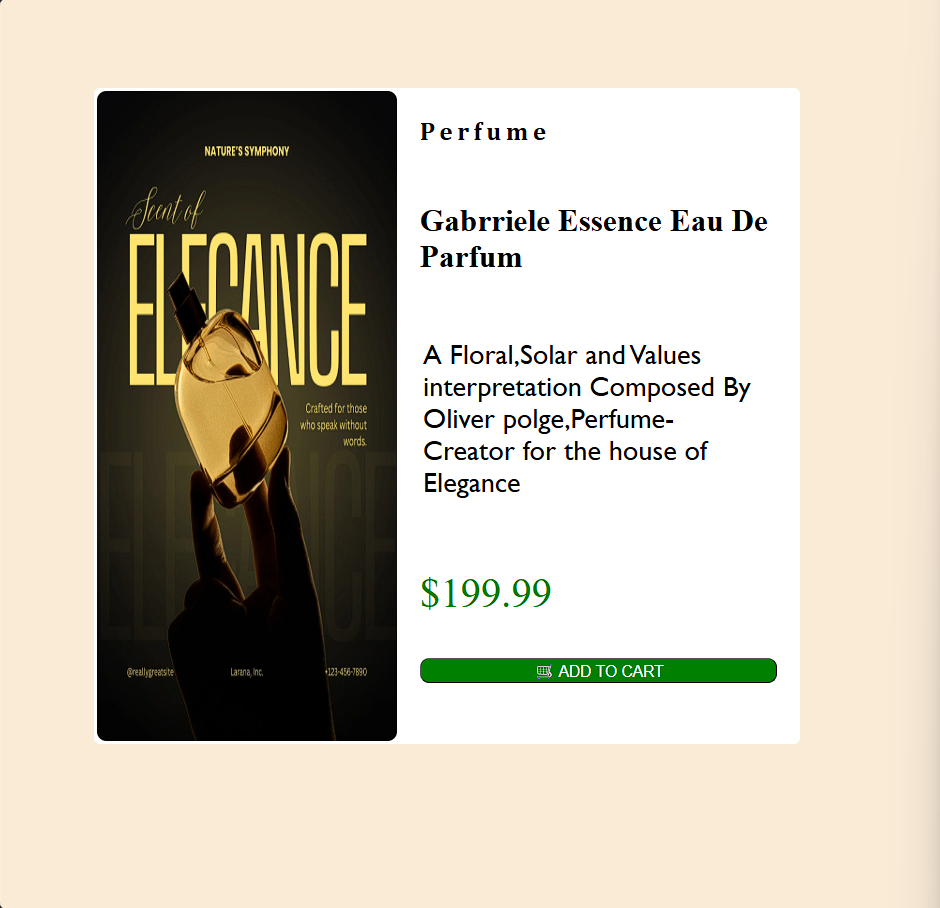 NATURE'S SYMPHONY
Scent of
ELEGANCE
Crafted for those
who speak without
words.
ELEGANCE
@reallygreatsite
Larana, Inc.
+123-456-7890
Perfume
Gabrriele Essence Eau De
Parfum
A Floral,Solar and Values
interpretation Composed By
Oliver polge,Perfume-
Creator for the house of
Elegance
$199.99
ADD TO CART